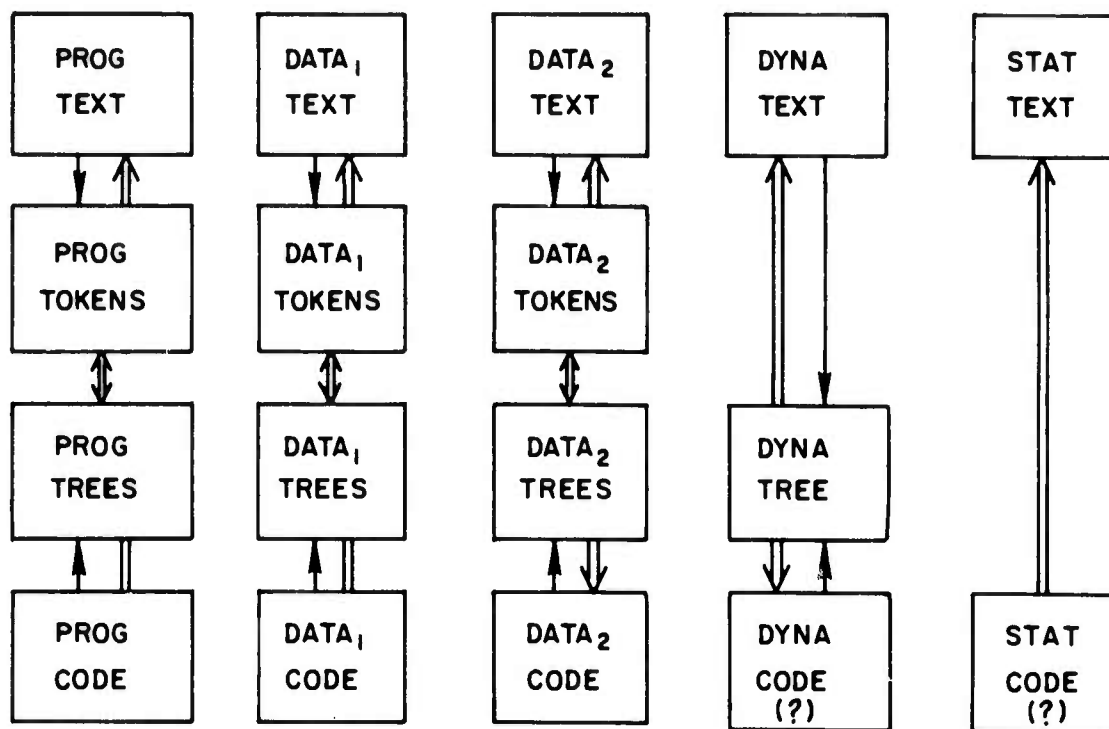 PROG
TEXT
DATA₁
TEXT
DATA₂
TEXT
DYNA
TEXT
STAT
TEXT
PROG
TOKENS
DATA₁
TOKENS
DATA₂
TOKENS
PROG
TREES
DATA₁
TREES
DATA₂
TREES
DYNA
TREE
PROG
CODE
DATA₁
CODE
DATA₂
CODE
DYNA
CODE
(?)
STAT
CODE
(?)